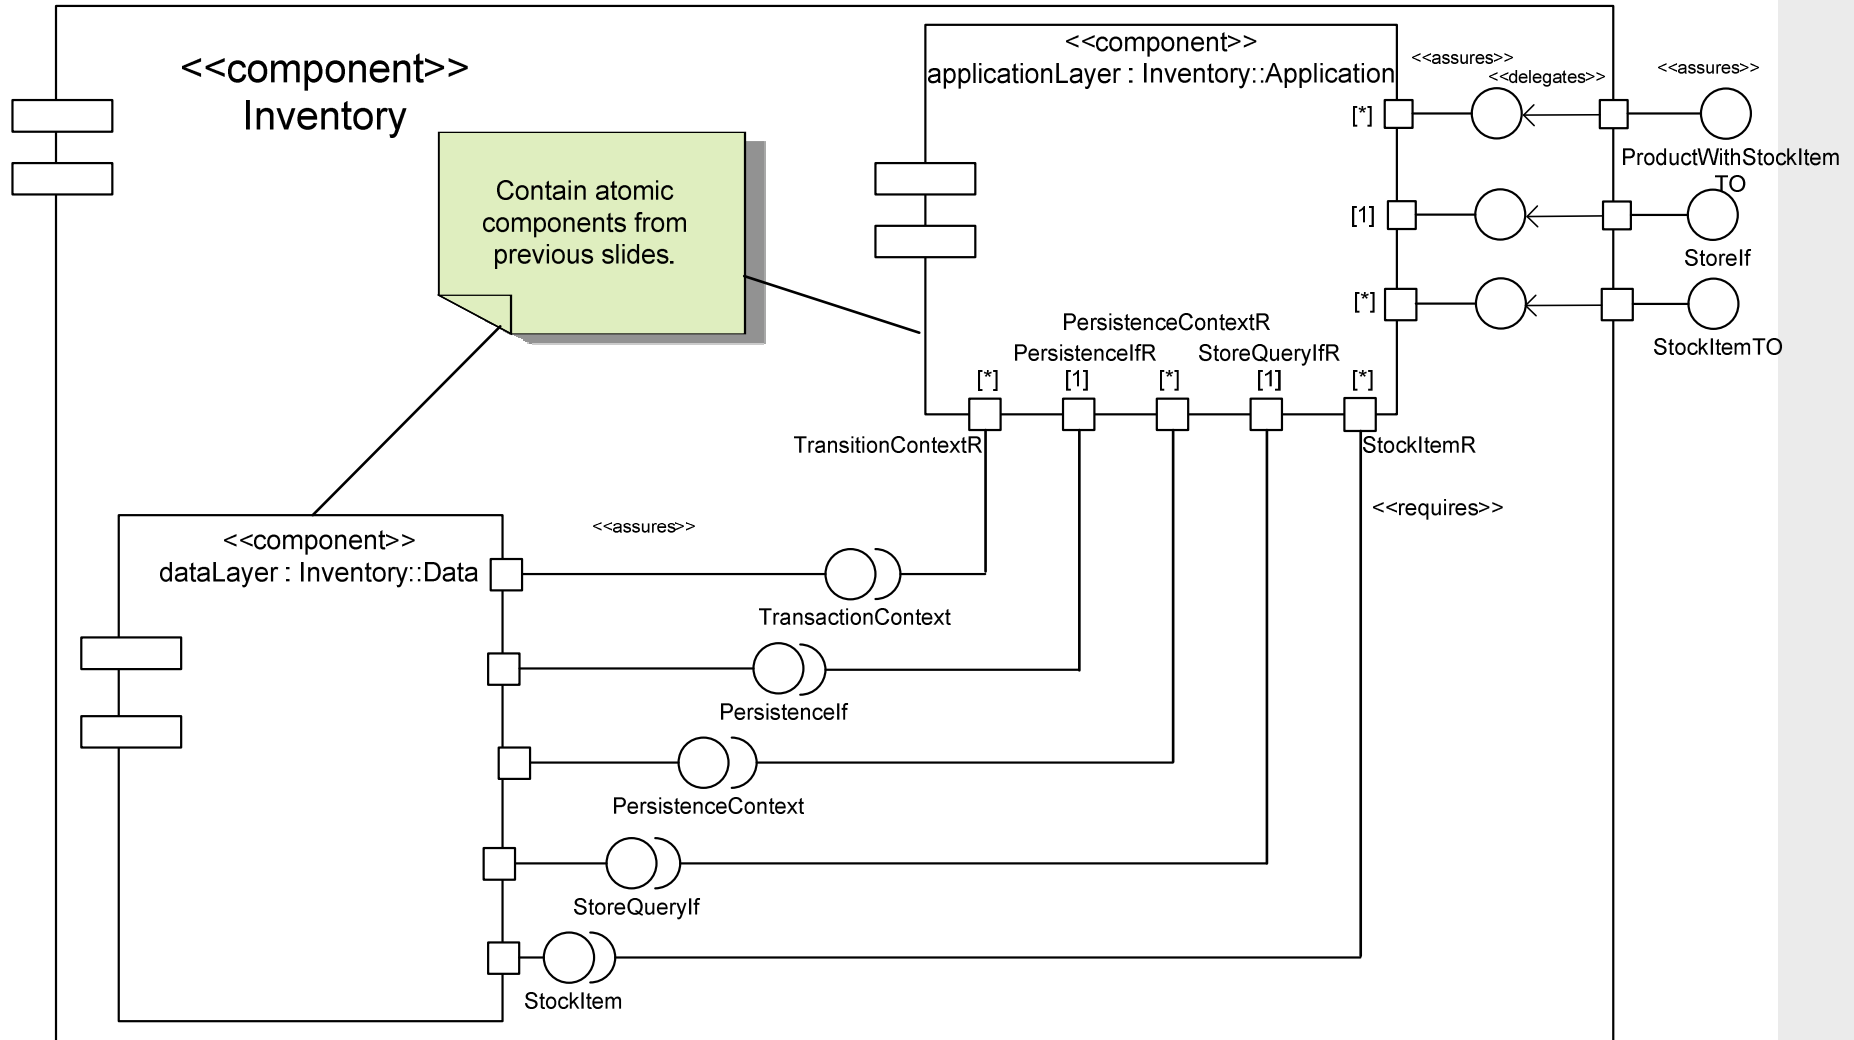 <<component>>
Inventory
Contain atomic
components from
previous slides.
<<component>>
applicationLayer : Inventory::Application
<<assures>>
<<delegates>>
<<assures>>
[*]
ProductWithStockItem
TO
[1]
StoreIf
[*]
StockItemTO
PersistenceContextR
PersistenceIfR
StoreQueryIfR
[*]
[1]
[*]
[1]
[*]
TransitionContextR
StockItemR
<<requires>>
<<assures>>
<<component>>
dataLayer : Inventory::Data
TransactionContext
PersistenceIf
PersistenceContext
StoreQueryIf
StockItem